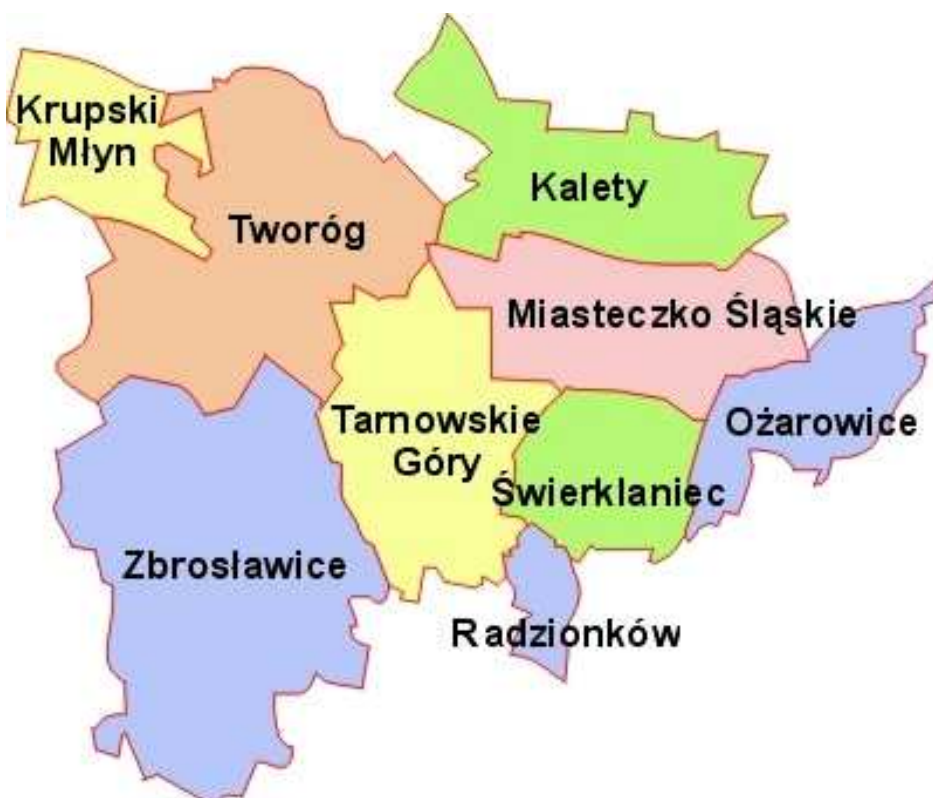 Krupski
Młyn
Kalety
Tworóg
Miasteczko Śląskie
Tarnowskie
Góry
Ożarowice
Świerklaniec
Zbrosławice
Radzionków